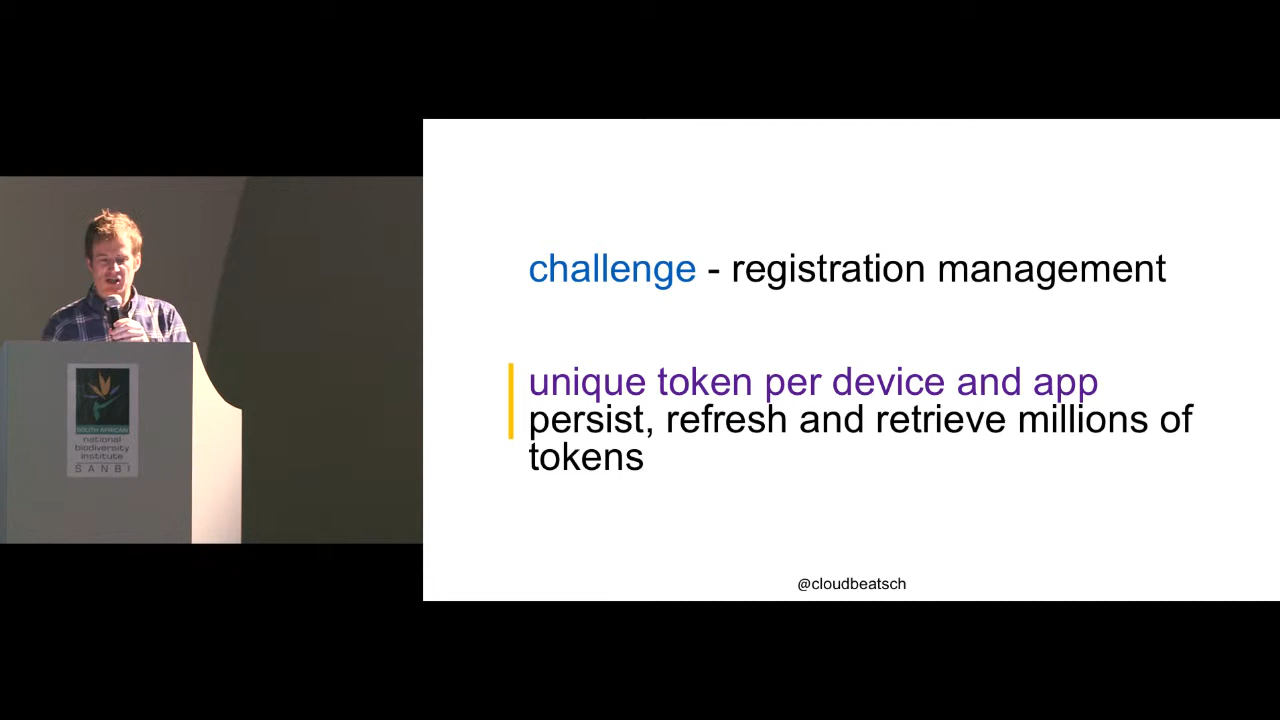 challenge - registration management
unique token per device and app
persist, refresh and retrieve millions of
tokens
@cloudbeatsch
SOUTH AFRICAN
national
biodiversity
institute
SANBI